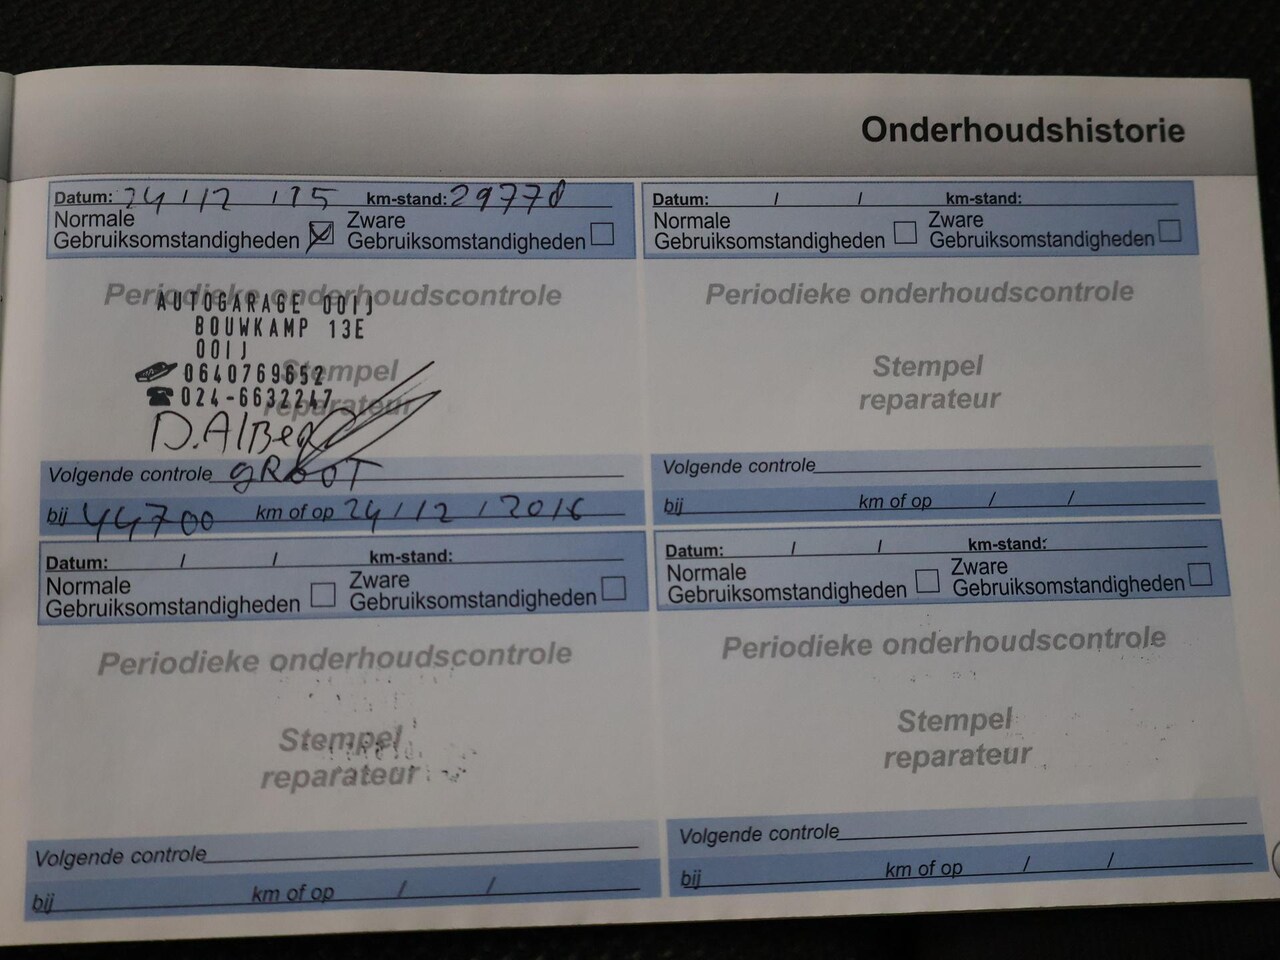 Onderhoudshistorie
Datum: 24 / 12 / 15 km-stand: 29770
Normale Gebruiksomstandigheden Zware Gebruiksomstandigheden
Periodieke onderhoudscontrole
AUTOGARAGE OOIJ
BOUWKAMP 13E
OOIJ
0640769652
024-6632247
Stempel
reparateur
D.AlBeR
Volgende controle gROOT
bij 44700 km of op 24 / 12 / 2016
Datum: / / km-stand:
Normale Gebruiksomstandigheden Zware Gebruiksomstandigheden
Periodieke onderhoudscontrole
Stempel
reparateur
Volgende controle
bij km of op / /
Datum: / / km-stand:
Normale Gebruiksomstandigheden Zware Gebruiksomstandigheden
Periodieke onderhoudscontrole
Stempel
reparateur
Volgende controle
bij km of op / /
Datum: / / km-stand:
Normale Gebruiksomstandigheden Zware Gebruiksomstandigheden
Periodieke onderhoudscontrole
Stempel
reparateur
Volgende controle
bij km of op / /